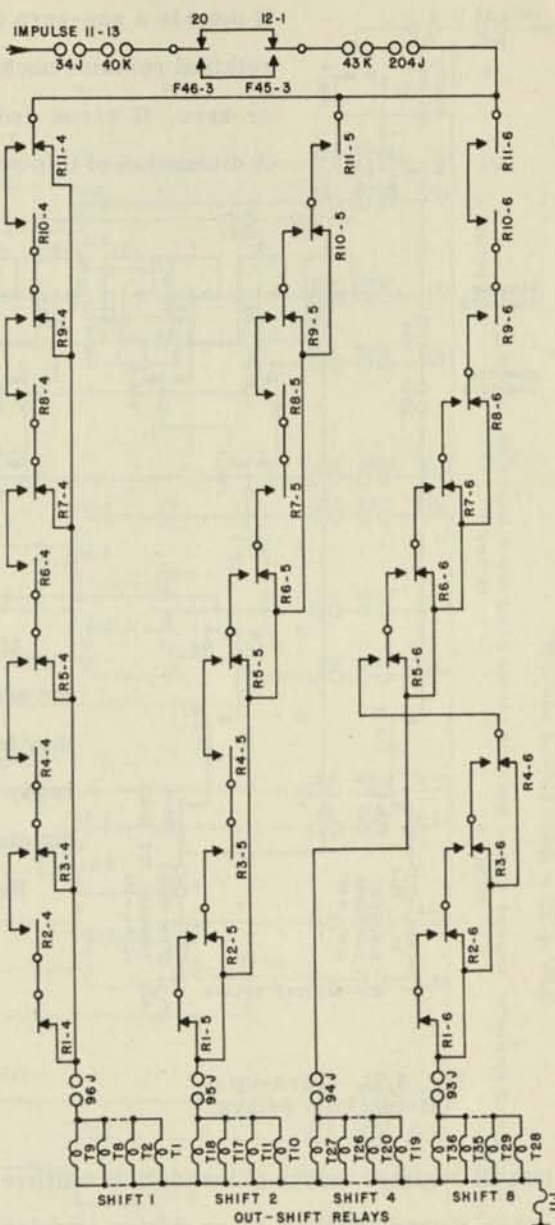 IMPULSE 11-13
34J 40K 20 12-1 43K 204J
F46-3 F45-3
R11-4 R11-5 R11-6
R10-4 R10-5 R10-6
R9-4 R9-5 R9-6
R8-4 R8-5 R8-6
R7-4 R7-5 R7-6
R6-4 R6-5 R6-6
R5-4 R5-5 R5-6
R4-4 R4-5 R4-6
R3-4 R3-5 R3-6
R2-4 R2-5 R2-6
R1-4 R1-5 R1-6
96J 95J 94J 93J
T9 T8 T2 T1 T18 T17 T11 T10 T27 T26 T20 T19 T36 T35 T29 T28
SHIFT 1 SHIFT 2 SHIFT 4 SHIFT 8
OUT-SHIFT RELAYS